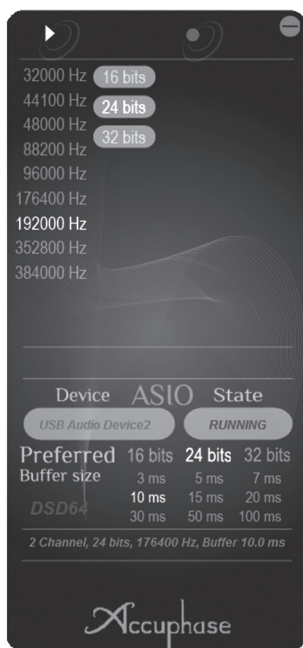 32000 Hz 16 bits
44100 Hz 24 bits
48000 Hz 32 bits
88200 Hz
96000 Hz
176400 Hz
192000 Hz
352800 Hz
384000 Hz
Device ASIO State
USB Audio Device2 RUNNING
Preferred 16 bits 24 bits 32 bits
Buffer size 3 ms 5 ms 7 ms
10 ms 15 ms 20 ms
DSD64 30 ms 50 ms 100 ms
2 Channel, 24 bits, 176400 Hz, Buffer 10.0 ms
Accuphase